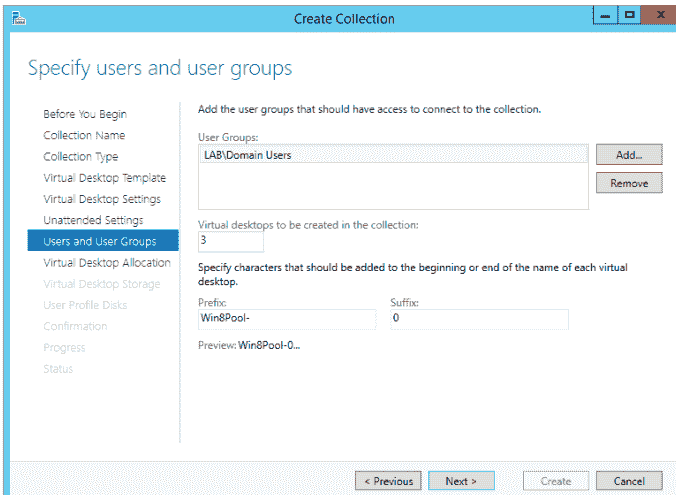 Create Collection
Specify users and user groups
Before You Begin
Collection Name
Collection Type
Virtual Desktop Template
Virtual Desktop Settings
Unattended Settings
Users and User Groups
Virtual Desktop Allocation
Virtual Desktop Storage
User Profile Disks
Confirmation
Progress
Status
Add the user groups that should have access to connect to the collection.
User Groups:
LAB\Domain Users
Add...
Remove
Virtual desktops to be created in the collection:
3
Specify characters that should be added to the beginning or end of the name of each virtual
desktop.
Prefix: Suffix:
Win8Pool- 0
Preview: Win8Pool-0...
< Previous Next > Create Cancel